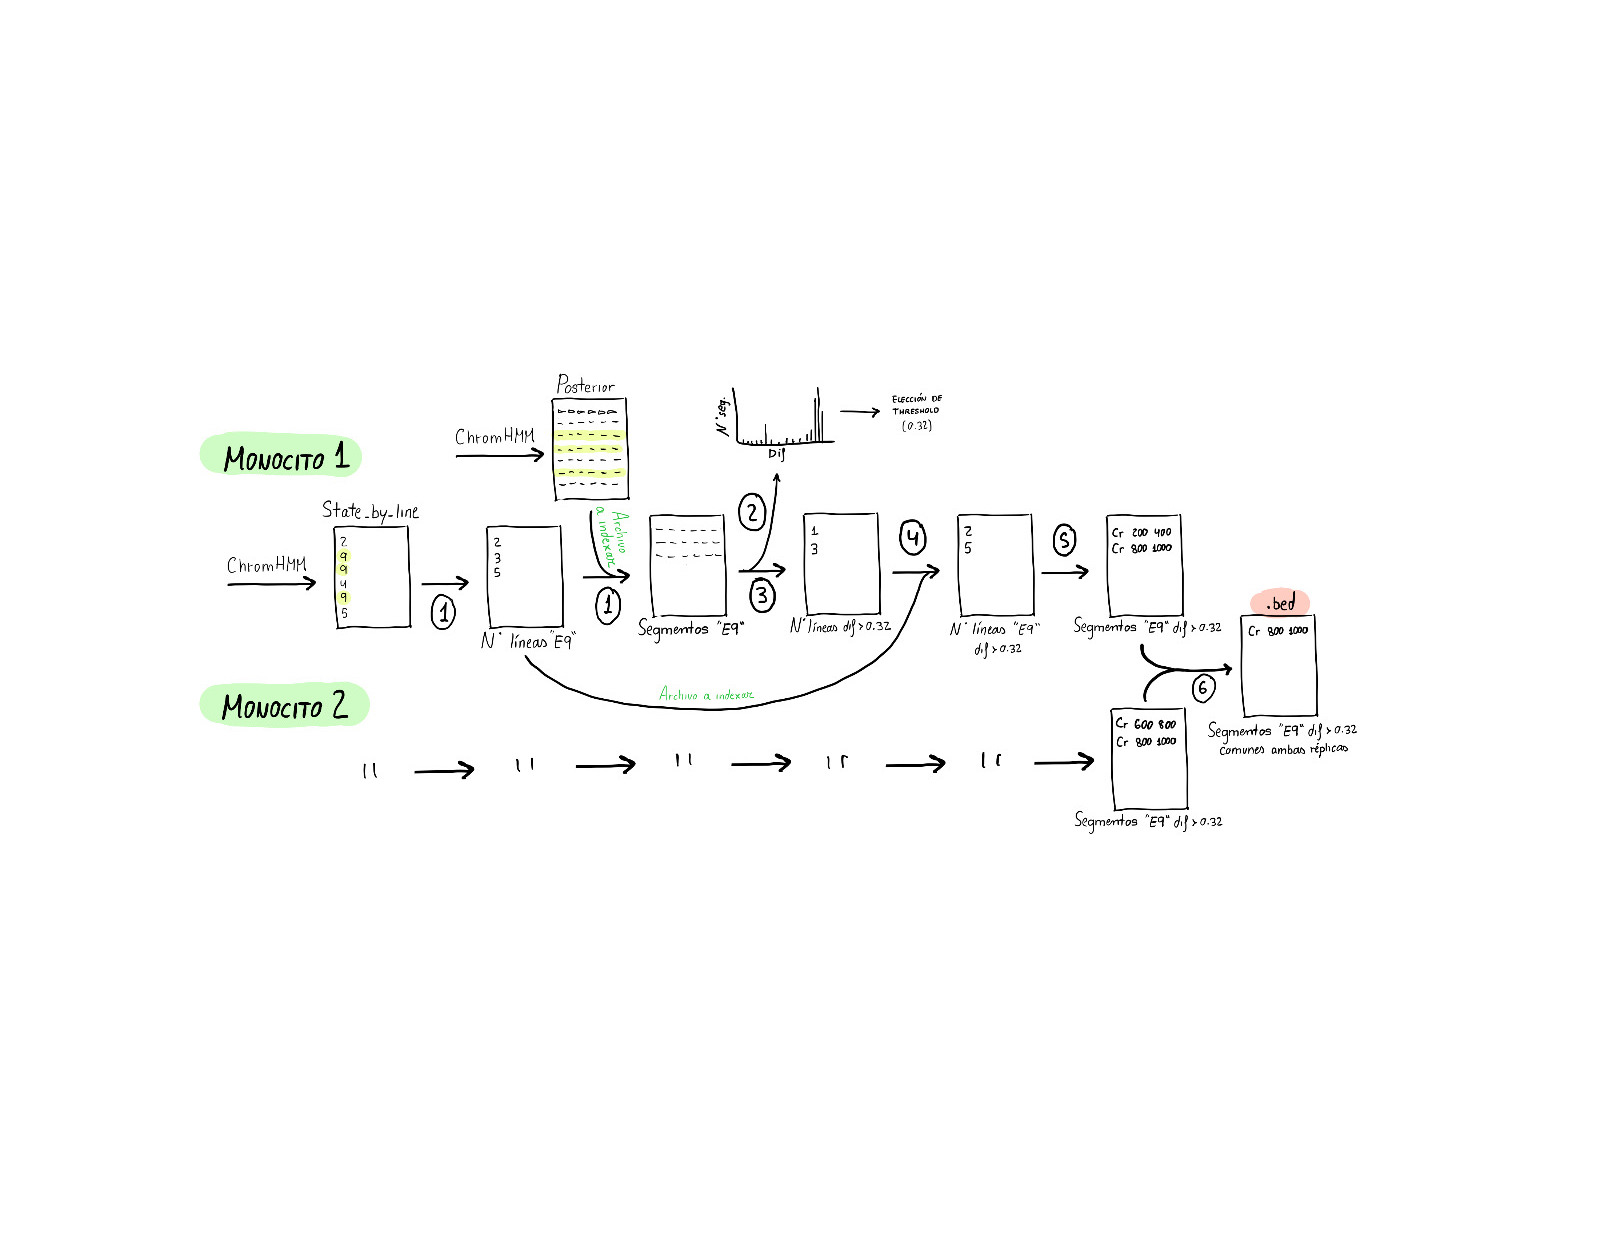 Posterior
ChromHMM
MONOCITO 1
N° seg.
Dif
ELECCIÓN DE
THRESHOLD
(0.32)
State_by_line
ChromHMM
2
9
9
4
9
5
1
2
3
5
N° líneas "E9"
Archivo
a indexar
1
Segmentos "E9"
2
3
1
3
N° líneas dif > 0.32
4
2
5
N° líneas "E9"
dif > 0.32
5
Cr 200 400
Cr 800 1000
Segmentos "E9" dif > 0.32
Archivo a indexar
.bed
Cr 800 1000
6
Segmentos "E9" dif > 0.32
comunes ambas réplicas
MONOCITO 2
Cr 600 800
Cr 800 1000
Segmentos "E9" dif > 0.32